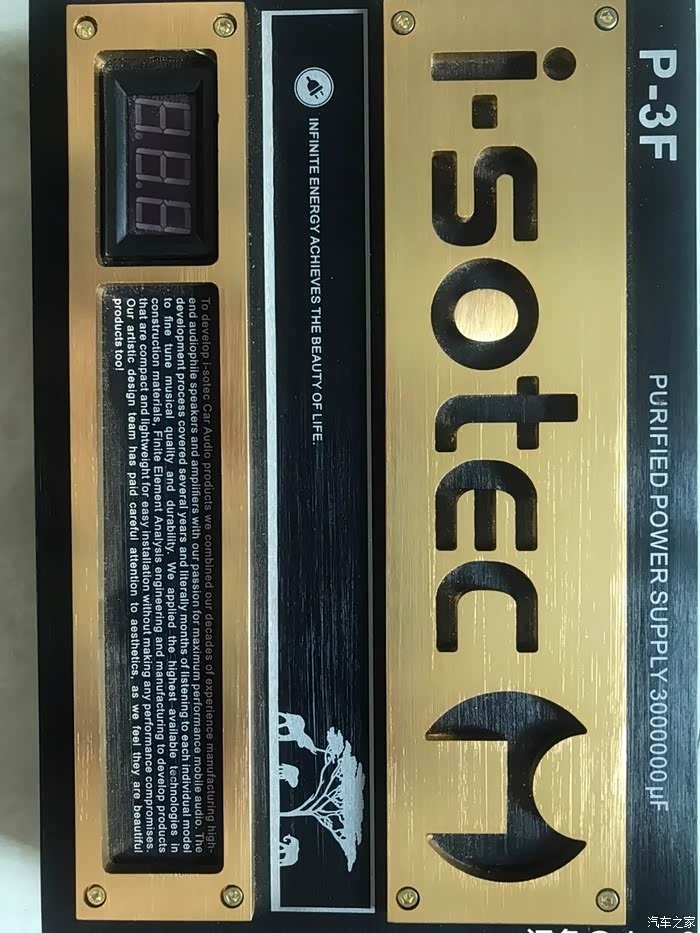 P-3F
PURIFIED POWER SUPPLY 3000000 µF
i-sotec
INFINITE ENERGY ACHIEVES THE BEAUTY OF LIFE.
8.8.8
To develop i-sotec Car Audio products we combined our decades of experience manufacturing high-
end audiophile speakers and amplifiers with our passion for maximum performance mobile audio. The
development process covered several years and literally months of listening to each individual model
to fine tune musical quality and durability. We applied the highest available technologies in
construction materials, Finite Element Analysis engineering and manufacturing to develop products
that are compact and lightweight for easy installation without making any performance compromises.
Our artistic design team has paid careful attention to aesthetics, as we feel they are beautiful
products too!
汽车之家